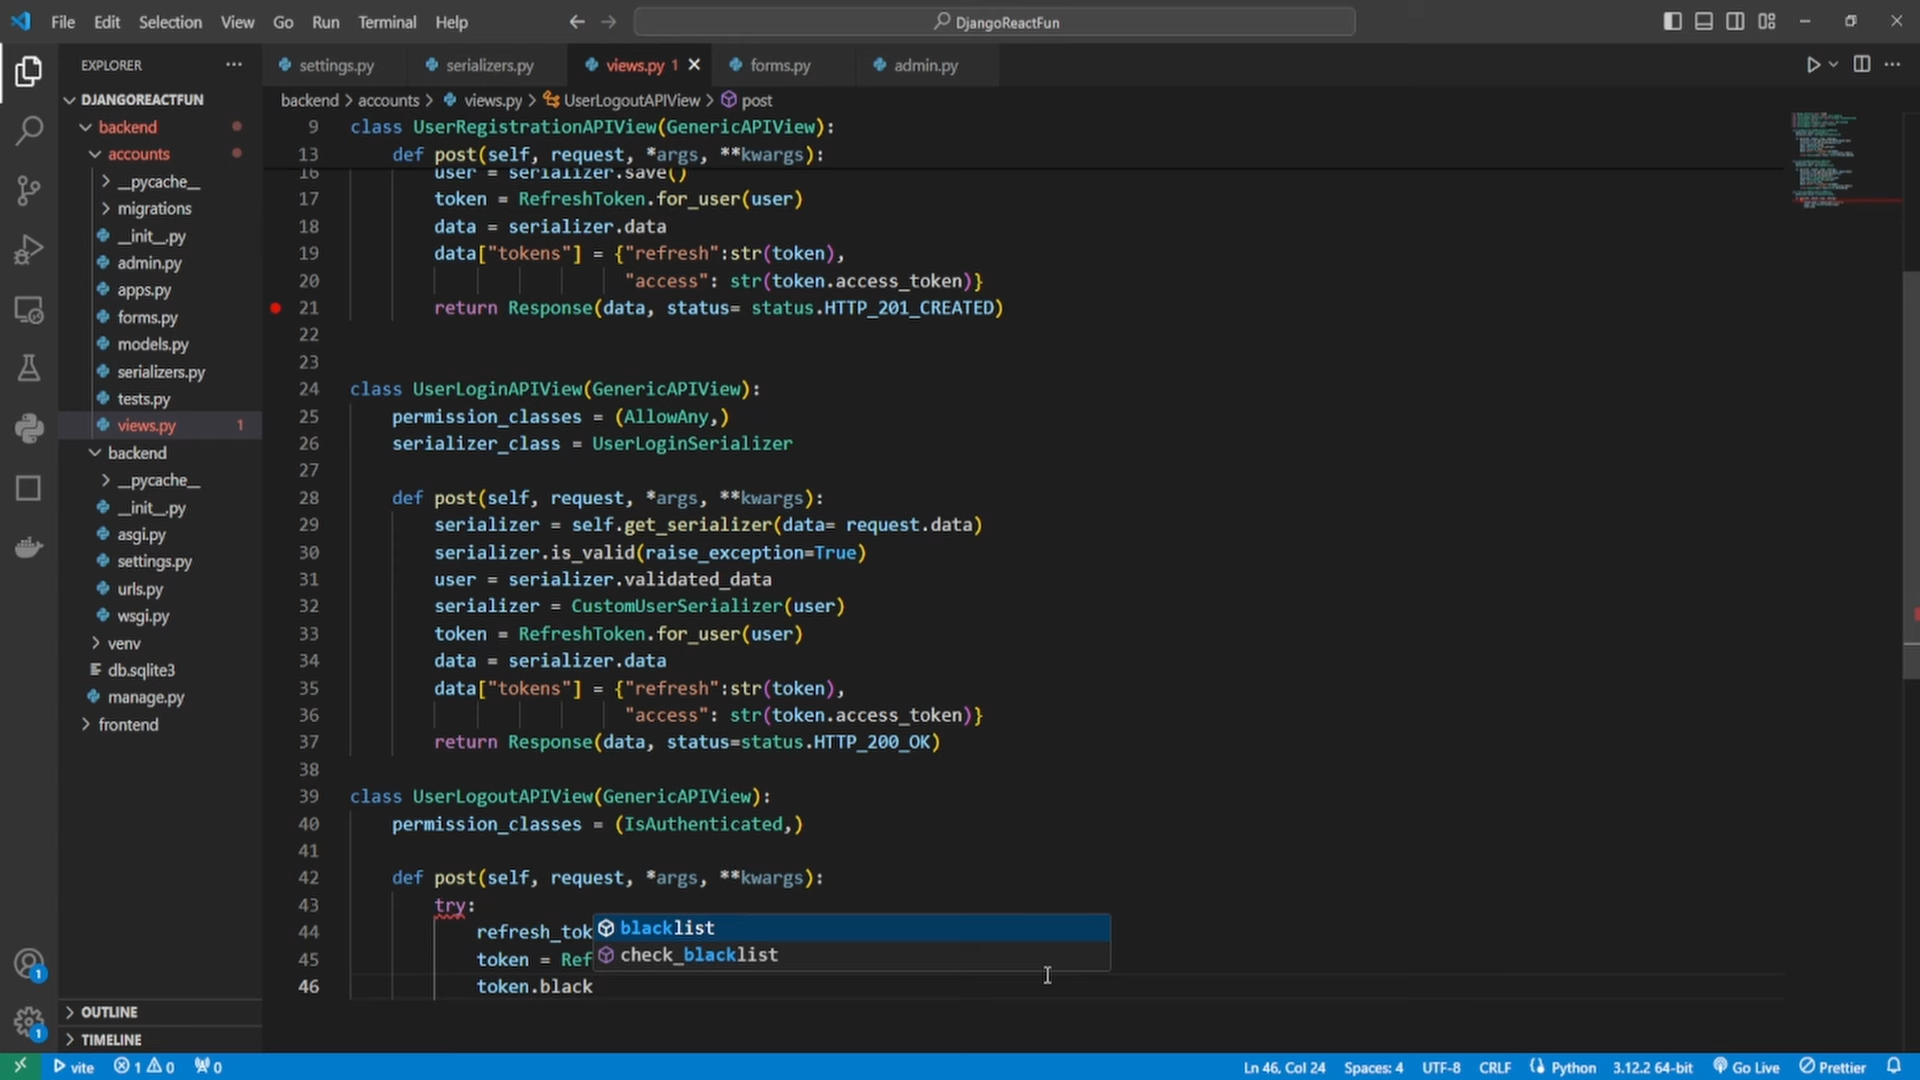 File Edit Selection View Go Run Terminal Help
DjangoReactFun
EXPLORER
settings.py
serializers.py
views.py 1
forms.py
admin.py
backend > accounts > views.py > UserLogoutAPIView > post
DJANGOREACTFUN
backend
accounts
__pycache__
migrations
__init__.py
admin.py
apps.py
forms.py
models.py
serializers.py
tests.py
views.py 1
backend
__pycache__
__init__.py
asgi.py
settings.py
urls.py
wsgi.py
venv
db.sqlite3
manage.py
frontend
OUTLINE
TIMELINE
9 class UserRegistrationAPIView(GenericAPIView):
13 def post(self, request, *args, **kwargs):
16 user = serializer.save()
17 token = RefreshToken.for_user(user)
18 data = serializer.data
19 data["tokens"] = {"refresh":str(token),
20 "access": str(token.access_token)}
21 return Response(data, status= status.HTTP_201_CREATED)
22
23
24 class UserLoginAPIView(GenericAPIView):
25 permission_classes = (AllowAny,)
26 serializer_class = UserLoginSerializer
27
28 def post(self, request, *args, **kwargs):
29 serializer = self.get_serializer(data= request.data)
30 serializer.is_valid(raise_exception=True)
31 user = serializer.validated_data
32 serializer = CustomUserSerializer(user)
33 token = RefreshToken.for_user(user)
34 data = serializer.data
35 data["tokens"] = {"refresh":str(token),
36 "access": str(token.access_token)}
37 return Response(data, status=status.HTTP_200_OK)
38
39 class UserLogoutAPIView(GenericAPIView):
40 permission_classes = (IsAuthenticated,)
41
42 def post(self, request, *args, **kwargs):
43 try:
44 refresh_tok
45 token = Ref
46 token.black
blacklist
check_blacklist
1
1
vite
1 0
0
Ln 46, Col 24
Spaces: 4
UTF-8
CRLF
Python
3.12.2 64-bit
Go Live
Prettier